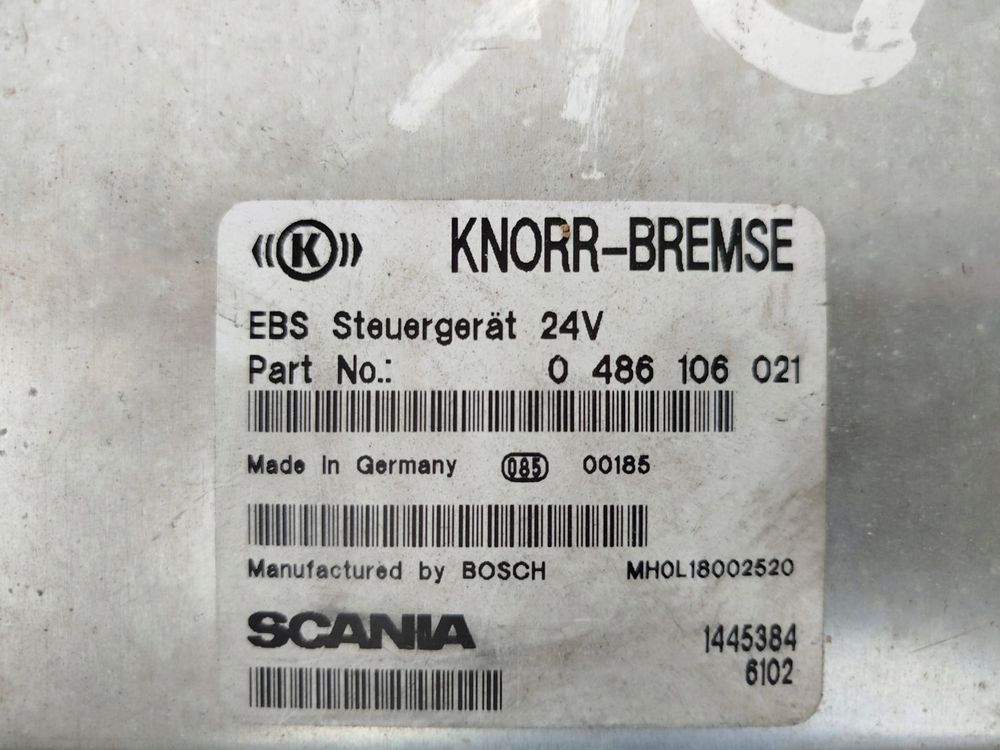 OK
K KNORR-BREMSE
EBS Steuergerät 24V
Part No.: 0 486 106 021
Made in Germany 085 00185
Manufactured by BOSCH MH0L18002520
SCANIA 1445384
6102